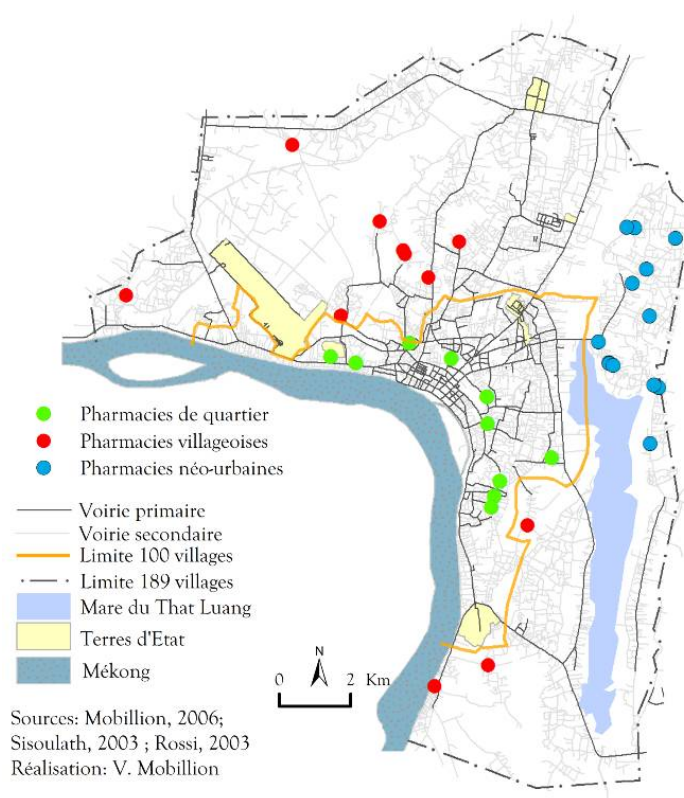 Pharmacies de quartier
Pharmacies villageoises
Pharmacies néo-urbaines
Voirie primaire
Voirie secondaire
Limite 100 villages
Limite 189 villages
Mare du That Luang
Terres d'Etat
Mékong
N
0 2 Km
Sources: Mobillion, 2006;
Sisoulath, 2003 ; Rossi, 2003
Réalisation: V. Mobillion